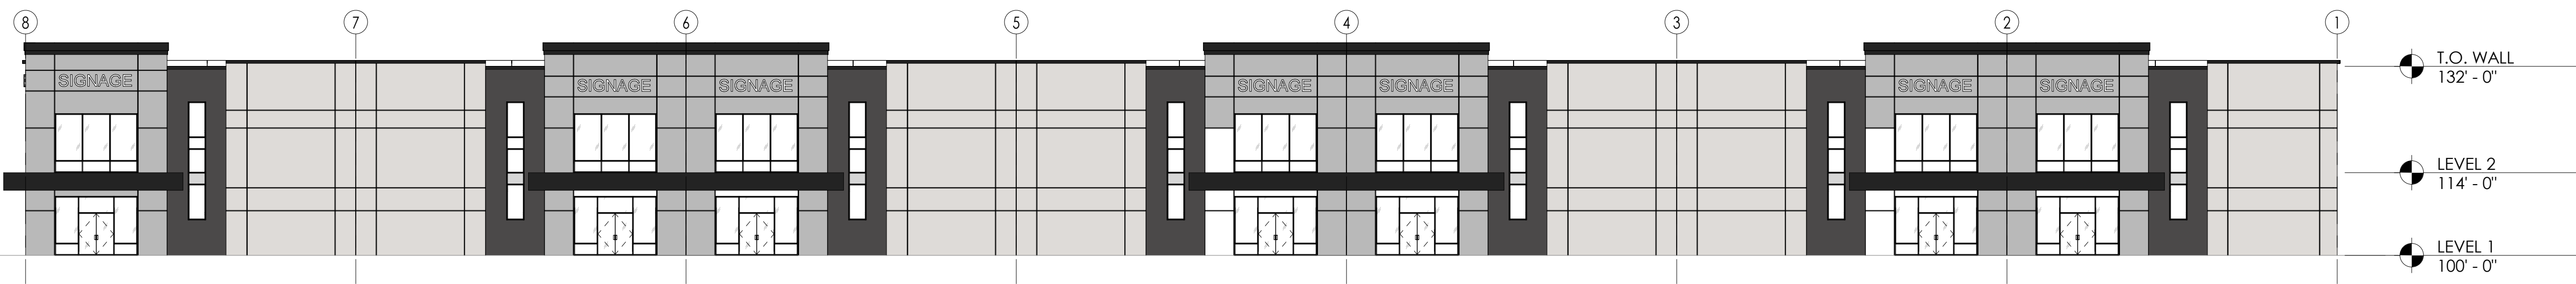 8 7 6 5 4 3 2 1
SIGNAGE SIGNAGE SIGNAGE SIGNAGE SIGNAGE SIGNAGE SIGNAGE
T.O. WALL
132' - 0"
LEVEL 2
114' - 0"
LEVEL 1
100' - 0"